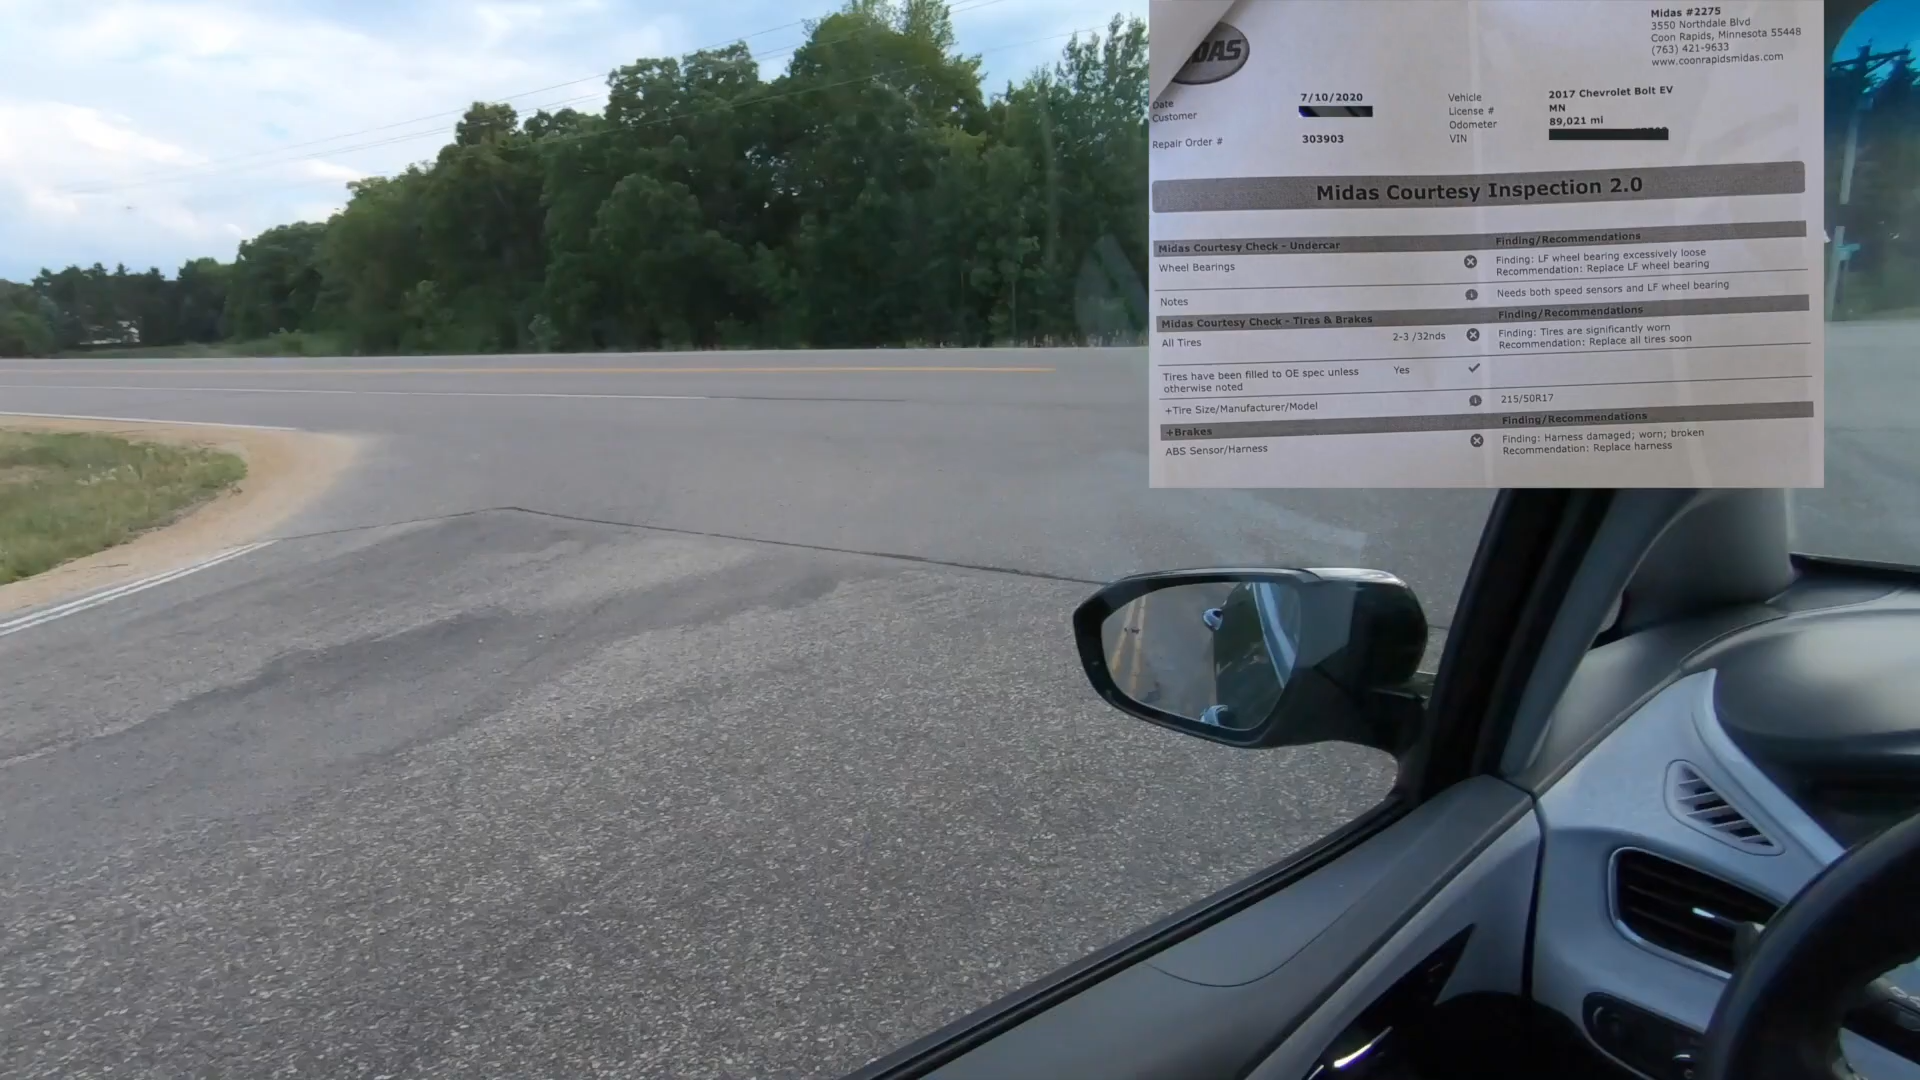 DAS
Midas #2275
3550 Northdale Blvd
Coon Rapids, Minnesota 55448
(763) 421-9633
www.coonrapidsmidas.com
Date 7/10/2020
Customer
Repair Order # 303903
Vehicle 2017 Chevrolet Bolt EV
License # MN
Odometer 89,021 mi
VIN
Midas Courtesy Inspection 2.0
Midas Courtesy Check - Undercar Finding/Recommendations
Wheel Bearings Finding: LF wheel bearing excessively loose
Recommendation: Replace LF wheel bearing
Notes Needs both speed sensors and LF wheel bearing
Midas Courtesy Check - Tires & Brakes Finding/Recommendations
All Tires 2-3 /32nds Finding: Tires are significantly worn
Recommendation: Replace all tires soon
Tires have been filled to OE spec unless Yes
otherwise noted
+Tire Size/Manufacturer/Model 215/50R17
+Brakes Finding/Recommendations
ABS Sensor/Harness Finding: Harness damaged; worn; broken
Recommendation: Replace harness